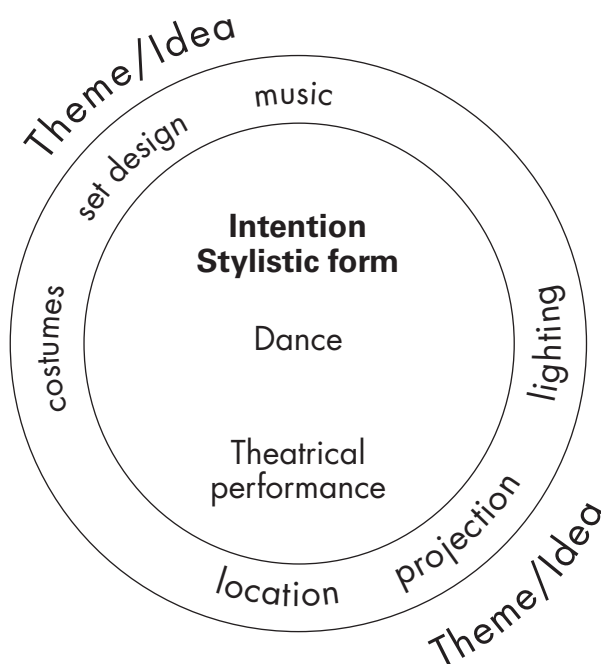 Theme/Idea
music
set design
Intention
Stylistic form
costumes
lighting
Dance
Theatrical
performance
projection
location
Theme/Idea